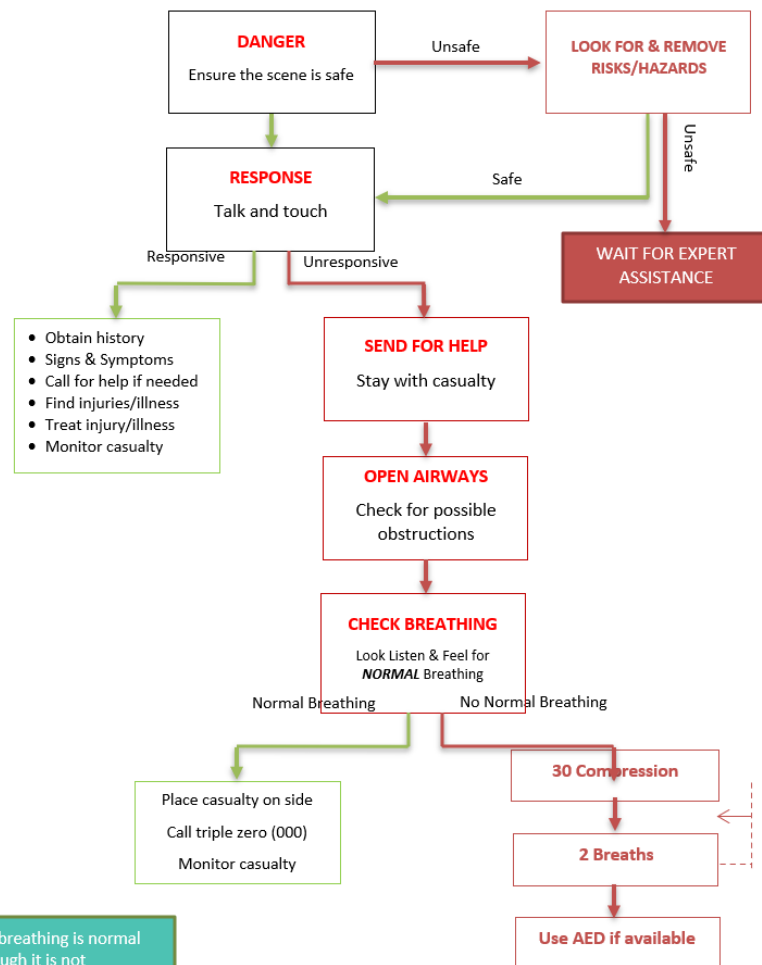 DANGER
Ensure the scene is safe
Unsafe
LOOK FOR & REMOVE
RISKS/HAZARDS
Unsafe
Safe
RESPONSE
Talk and touch
WAIT FOR EXPERT
ASSISTANCE
Responsive
Unresponsive
• Obtain history
• Signs & Symptoms
• Call for help if needed
• Find injuries/illness
• Treat injury/illness
• Monitor casualty
SEND FOR HELP
Stay with casualty
OPEN AIRWAYS
Check for possible
obstructions
CHECK BREATHING
Look Listen & Feel for
NORMAL Breathing
Normal Breathing
No Normal Breathing
Place casualty on side
Call triple zero (000)
Monitor casualty
30 Compression
2 Breaths
Use AED if available
breathing is normal
it is not